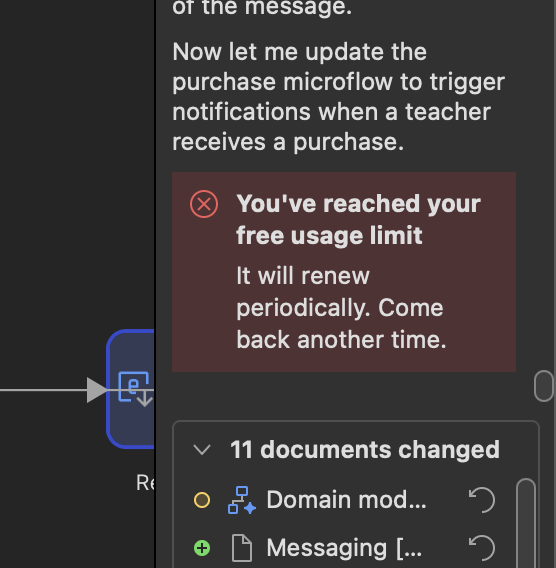 of the message.
Now let me update the
purchase microflow to trigger
notifications when a teacher
receives a purchase.
You've reached your
free usage limit
It will renew
periodically. Come
back another time.
Re
11 documents changed
Domain mod...
Messaging [...